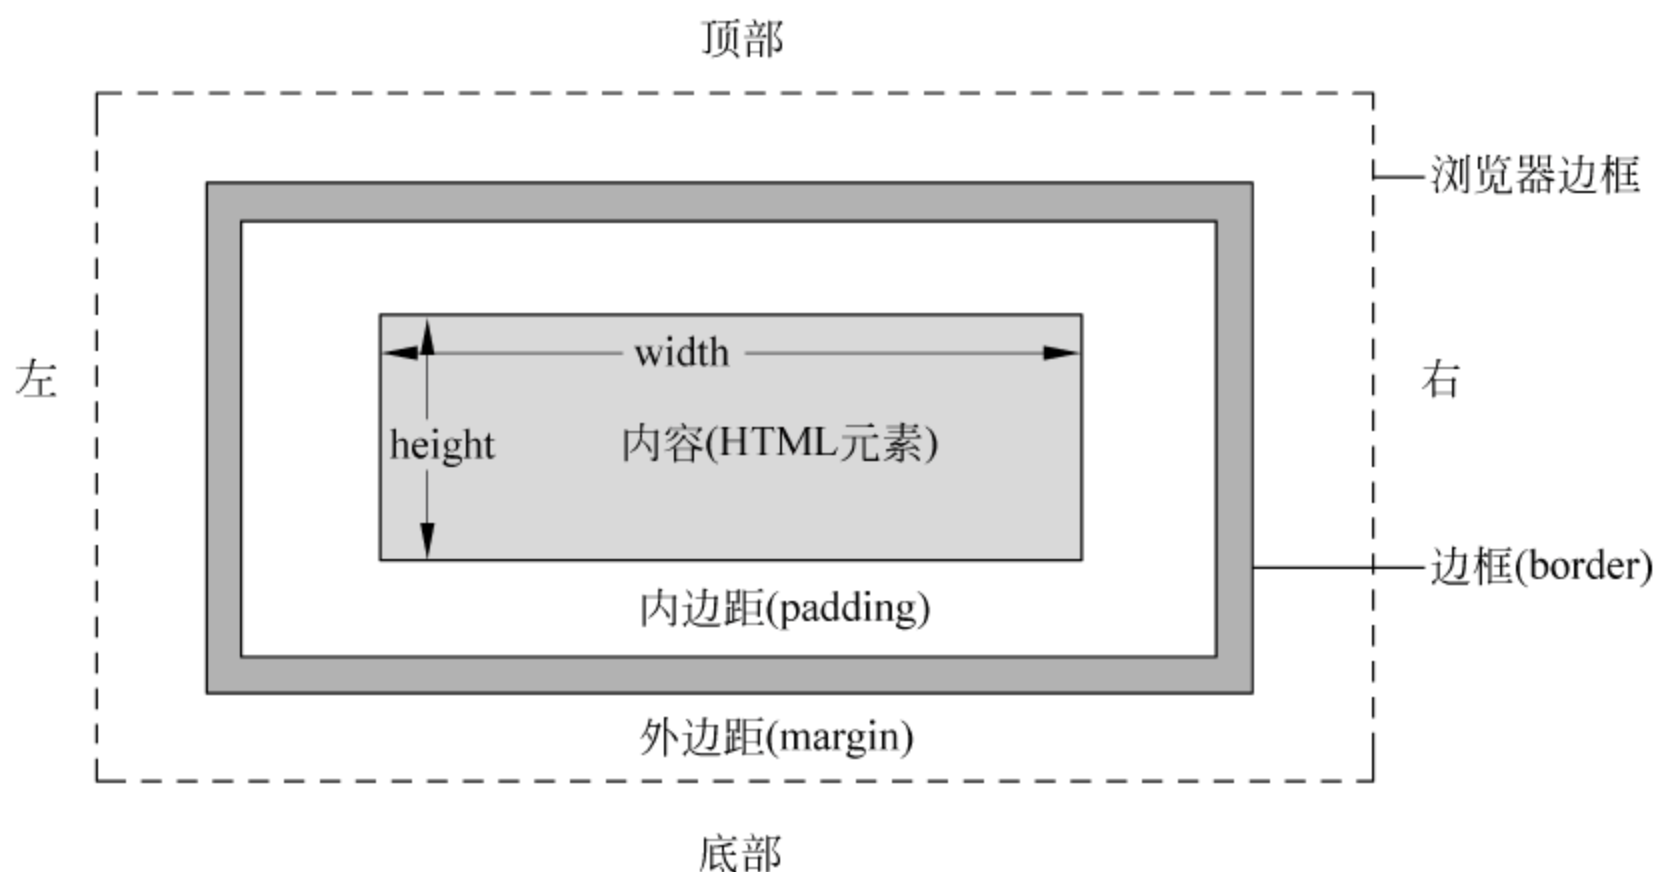 顶部
浏览器边框
width
左
右
height
内容(HTML元素)
边框(border)
内边距(padding)
外边距(margin)
底部